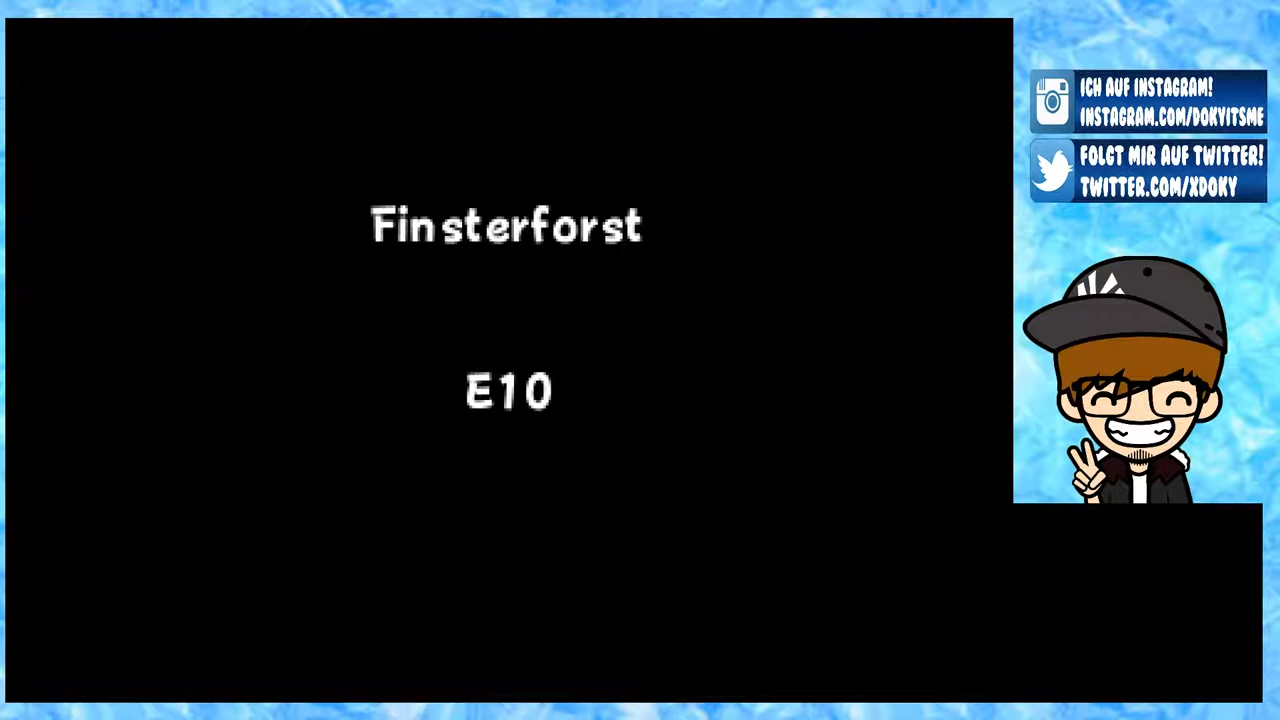 Finsterforst
E10
ICH AUF INSTAGRAM!
INSTAGRAM.COM/DOKYITSME
FOLGT MIR AUF TWITTER!
TWITTER.COM/XDOKY